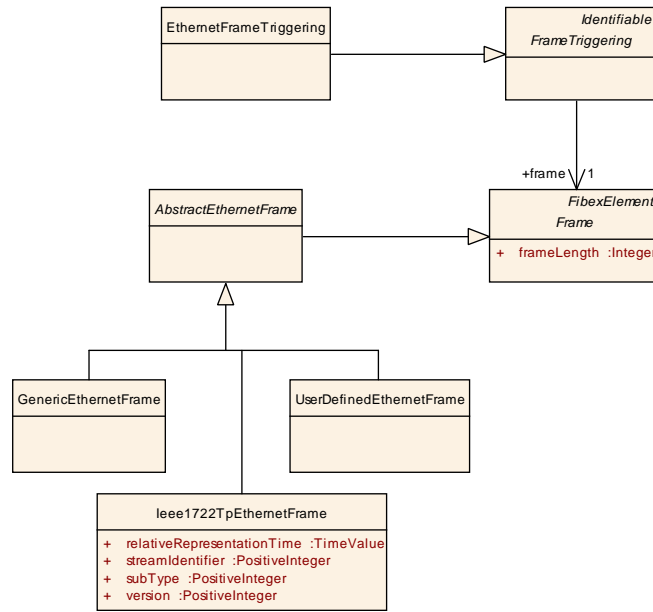 EthernetFrameTriggering
Identifiable
FrameTriggering
+frame 1
AbstractEthernetFrame
FibexElement
Frame
+ frameLength :Integer
GenericEthernetFrame
UserDefinedEthernetFrame
Ieee1722TpEthernetFrame
+ relativeRepresentationTime :TimeValue
+ streamIdentifier :PositiveInteger
+ subType :PositiveInteger
+ version :PositiveInteger